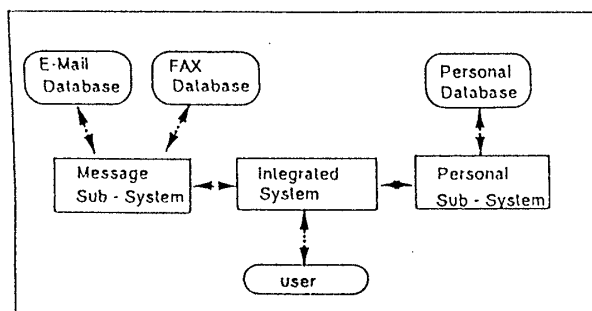 E-Mail
Database
FAX
Database
Personal
Database
Message
Sub - System
Integrated
System
Personal
Sub - System
user